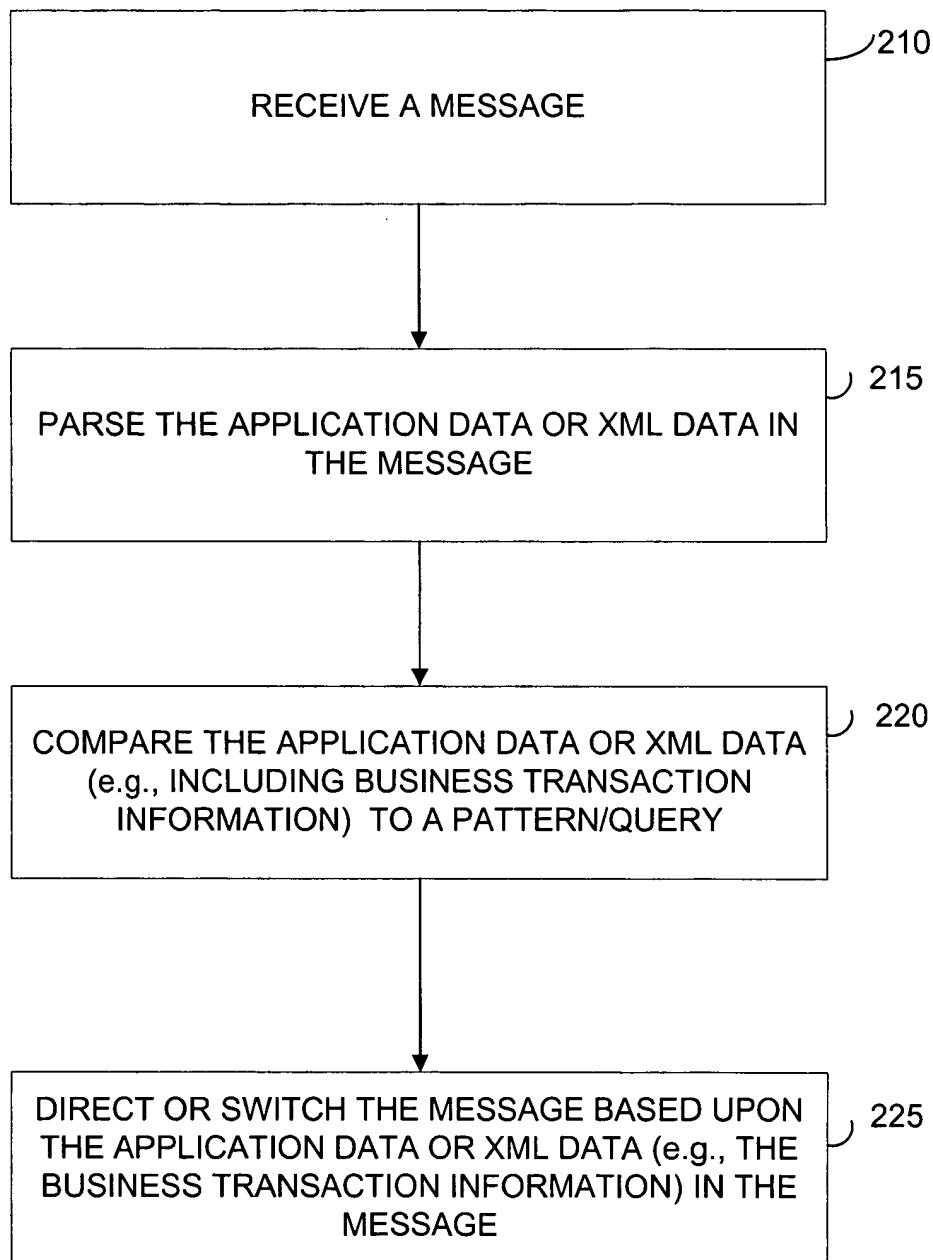 210
RECEIVE A MESSAGE
215
PARSE THE APPLICATION DATA OR XML DATA IN
THE MESSAGE
220
COMPARE THE APPLICATION DATA OR XML DATA
(e.g., INCLUDING BUSINESS TRANSACTION
INFORMATION) TO A PATTERN/QUERY
225
DIRECT OR SWITCH THE MESSAGE BASED UPON
THE APPLICATION DATA OR XML DATA (e.g., THE
BUSINESS TRANSACTION INFORMATION) IN THE
MESSAGE